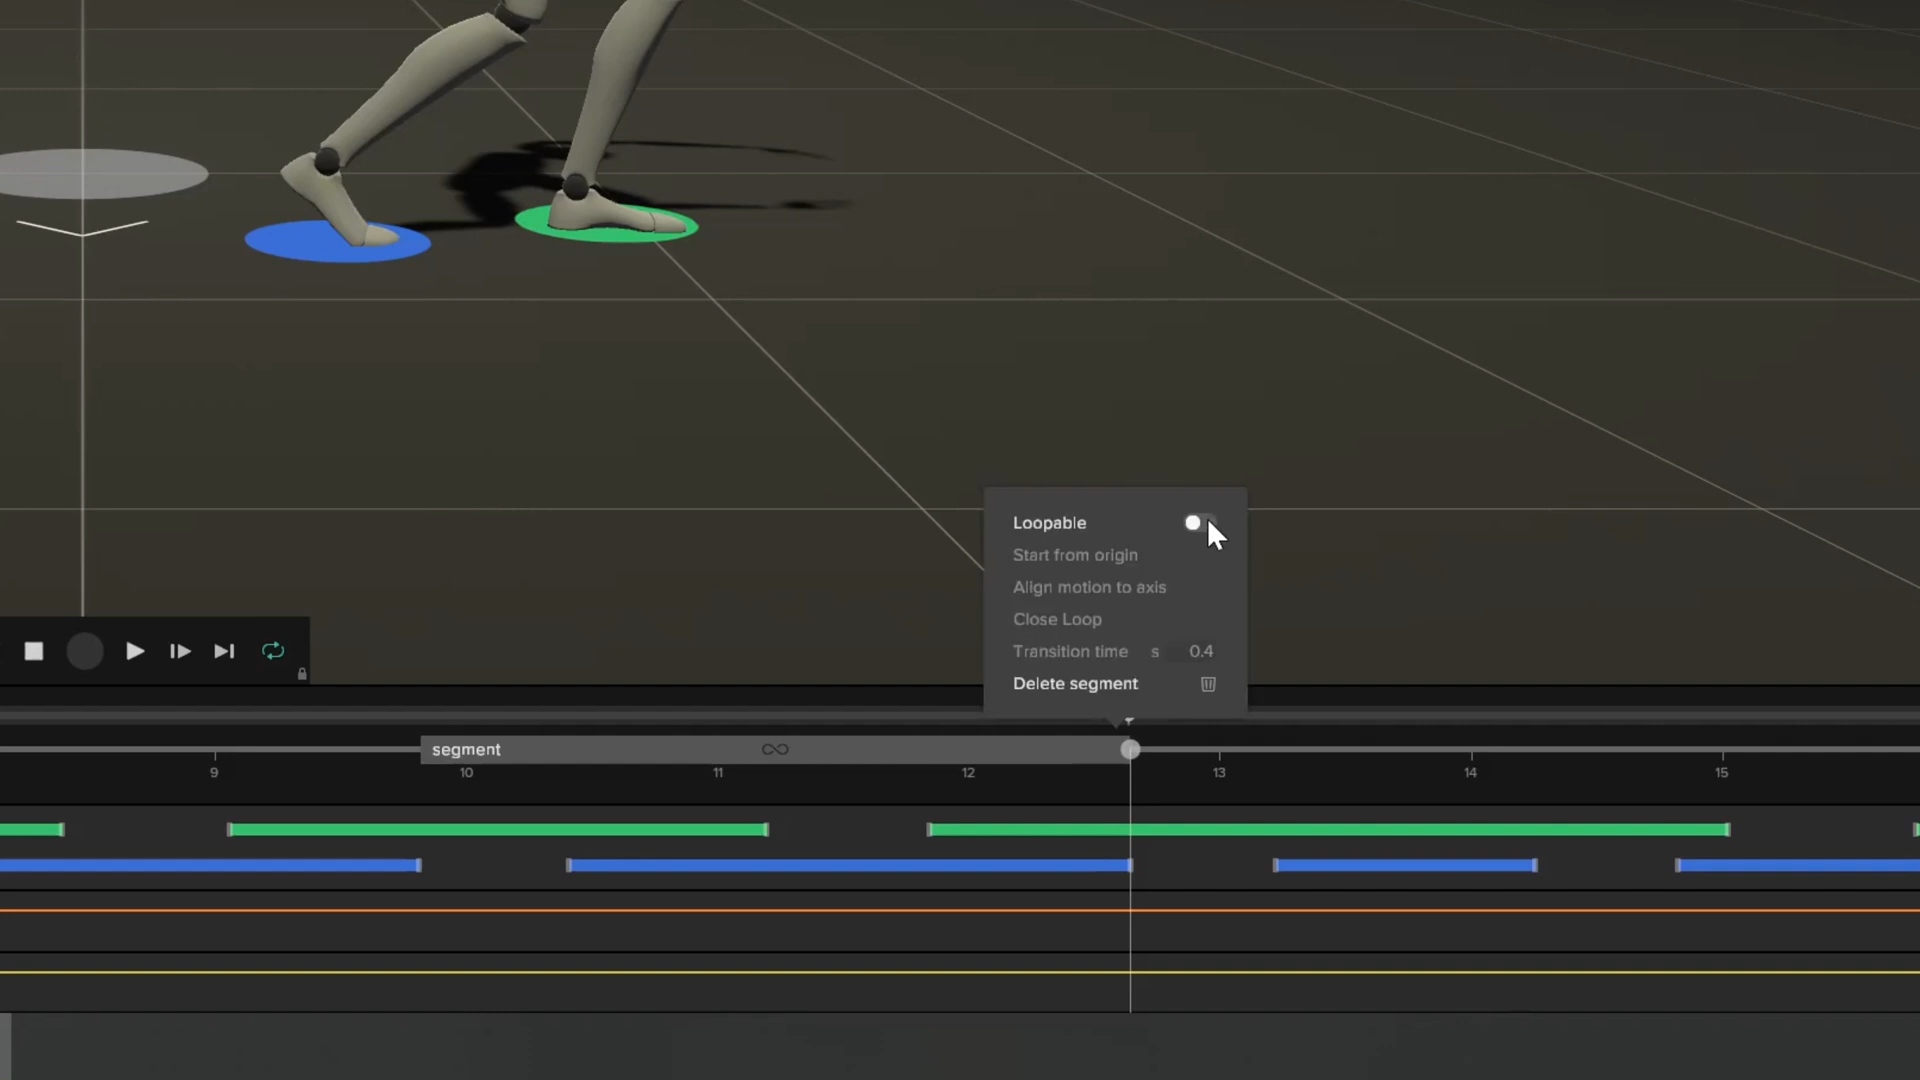 Loopable
Start from origin
Align motion to axis
Close Loop
Transition time s 0.4
Delete segment
segment
9 10 11 12 13 14 15